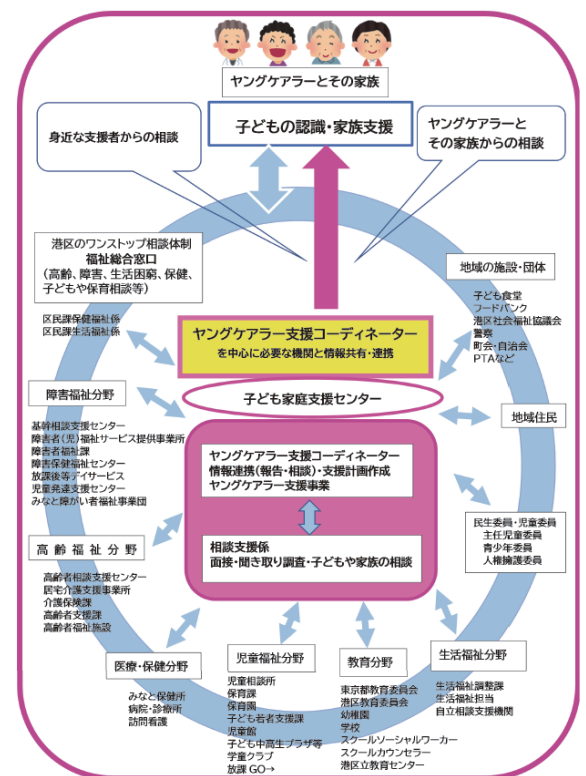 ヤングケアラーとその家族
子どもの認識・家族支援
身近な支援者からの相談
ヤングケアラーと
その家族からの相談
港区のワンストップ相談体制
福祉総合窓口
(高齢、障害、生活困窮、保健、
子どもや保育相談等)
区民課保健福祉係
区民課生活福祉係
地域の施設・団体
子ども食堂
フードバンク
港区社会福祉協議会
警察
町会・自治会
PTAなど
ヤングケアラー支援コーディネーター
を中心に必要な機関と情報共有・連携
子ども家庭支援センター
障害福祉分野
基幹相談支援センター
障害者(児)福祉サービス提供事業所
障害者福祉課
障害保健福祉センター
放課後等デイサービス
児童発達支援センター
みなと障がい者福祉事業団
地域住民
ヤングケアラー支援コーディネーター
情報連携(報告・相談)・支援計画作成
ヤングケアラー支援事業
相談支援係
面接・聞き取り調査・子どもや家族の相談
民生委員・児童委員
主任児童委員
青少年委員
人権擁護委員
高齢福祉分野
高齢者相談支援センター
居宅介護支援事業所
介護保険課
高齢者支援課
高齢者福祉施設
医療・保健分野
みなと保健所
病院・診療所
訪問看護
児童福祉分野
児童相談所
保育課
保育園
子ども若者支援課
児童館
子ども中高生プラザ等
学童クラブ
放課GO→
教育分野
東京都教育委員会
港区教育委員会
幼稚園
学校
スクールソーシャルワーカー
スクールカウンセラー
港区立教育センター
生活福祉分野
生活福祉調整課
生活福祉担当
自立相談支援機関